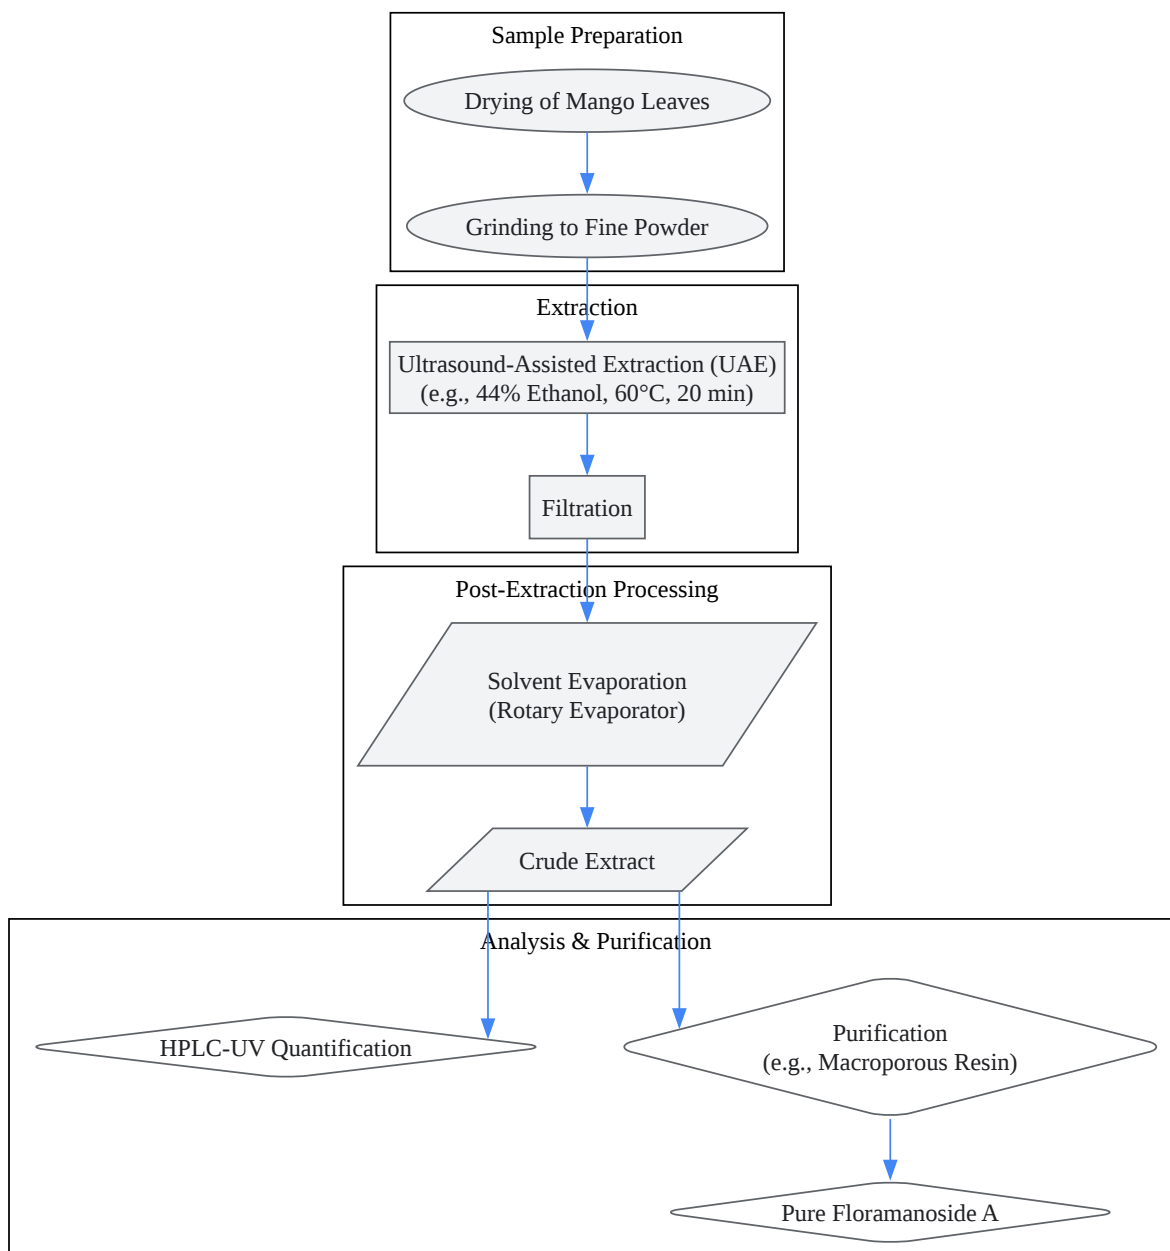 Sample Preparation
Drying of Mango Leaves
Grinding to Fine Powder
Extraction
Ultrasound-Assisted Extraction (UAE)
(e.g., 44% Ethanol, 60°C, 20 min)
Filtration
Post-Extraction Processing
Solvent Evaporation
(Rotary Evaporator)
Crude Extract
Analysis & Purification
HPLC-UV Quantification
Purification
(e.g., Macroporous Resin)
Pure Floramanoside A